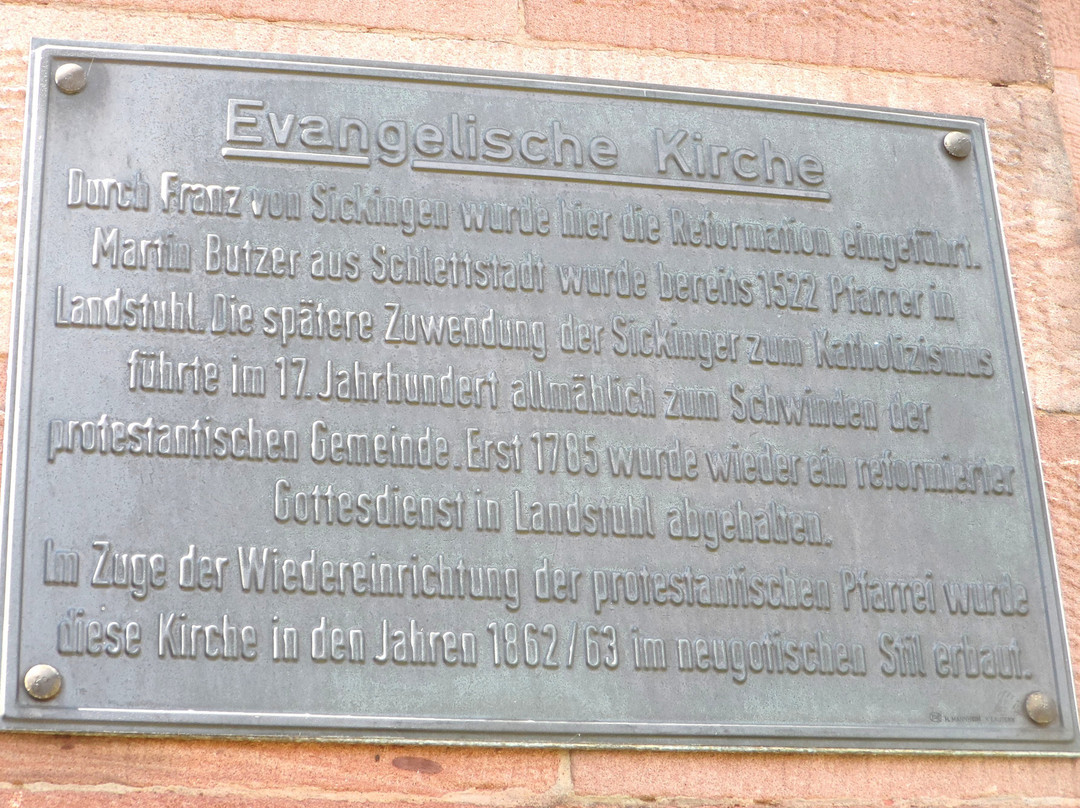 Evangelische Kirche
Durch Franz von Sickingen wurde hier die Reformation eingeführt.
Martin Butzer aus Schlettstadt wurde bereits 1522 Pfarrer in
Landstuhl. Die spätere Zuwendung der Sickinger zum Katholizismus
führte im 17. Jahrhundert allmählich zum Schwinden der
protestantischen Gemeinde. Erst 1785 wurde wieder ein reformierter
Gottesdienst in Landstuhl abgehalten.
Im Zuge der Wiedereinrichtung der protestantischen Pfarrei wurde
diese Kirche in den Jahren 1862/63 im neugotischen Stil erbaut.